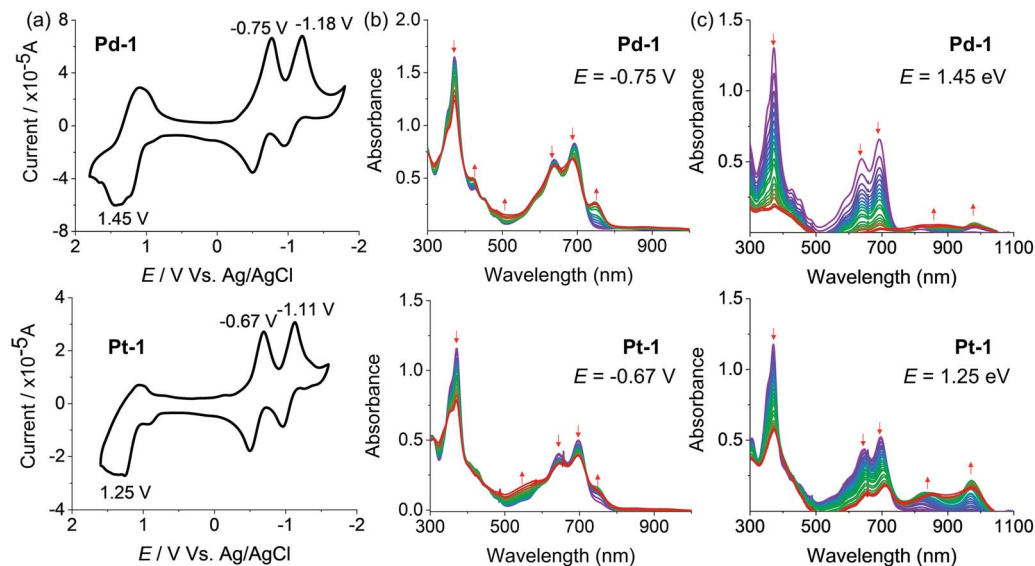 (a)
Pd-1
-0.75 V
-1.18 V
1.45 V
8
4
0
-4
-8
Current / x10⁻⁵A
2 1 0 -1 -2
E / V Vs. Ag/AgCl
(b)
Pd-1
E = -0.75 V
2.0
1.5
1.0
0.5
Absorbance
300 500 700 900
Wavelength (nm)
(c)
Pd-1
E = 1.45 eV
1.5
1.0
0.5
0.0
Absorbance
300 500 700 900 1100
Wavelength (nm)
Pt-1
-0.67 V
-1.11 V
1.25 V
4
2
0
-2
-4
Current / x10⁻⁵A
2 1 0 -1 -2
E / V Vs. Ag/AgCl
Pt-1
E = -0.67 V
1.5
1.0
0.5
0.0
Absorbance
300 500 700 900
Wavelength (nm)
Pt-1
E = 1.25 eV
1.5
1.0
0.5
0.0
Absorbance
300 500 700 900 1100
Wavelength (nm)